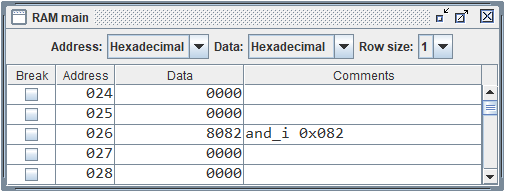 RAM main
Address: Hexadecimal Data: Hexadecimal Row size: 1
Break Address Data Comments
024 0000
025 0000
026 8082 and_i 0x082
027 0000
028 0000